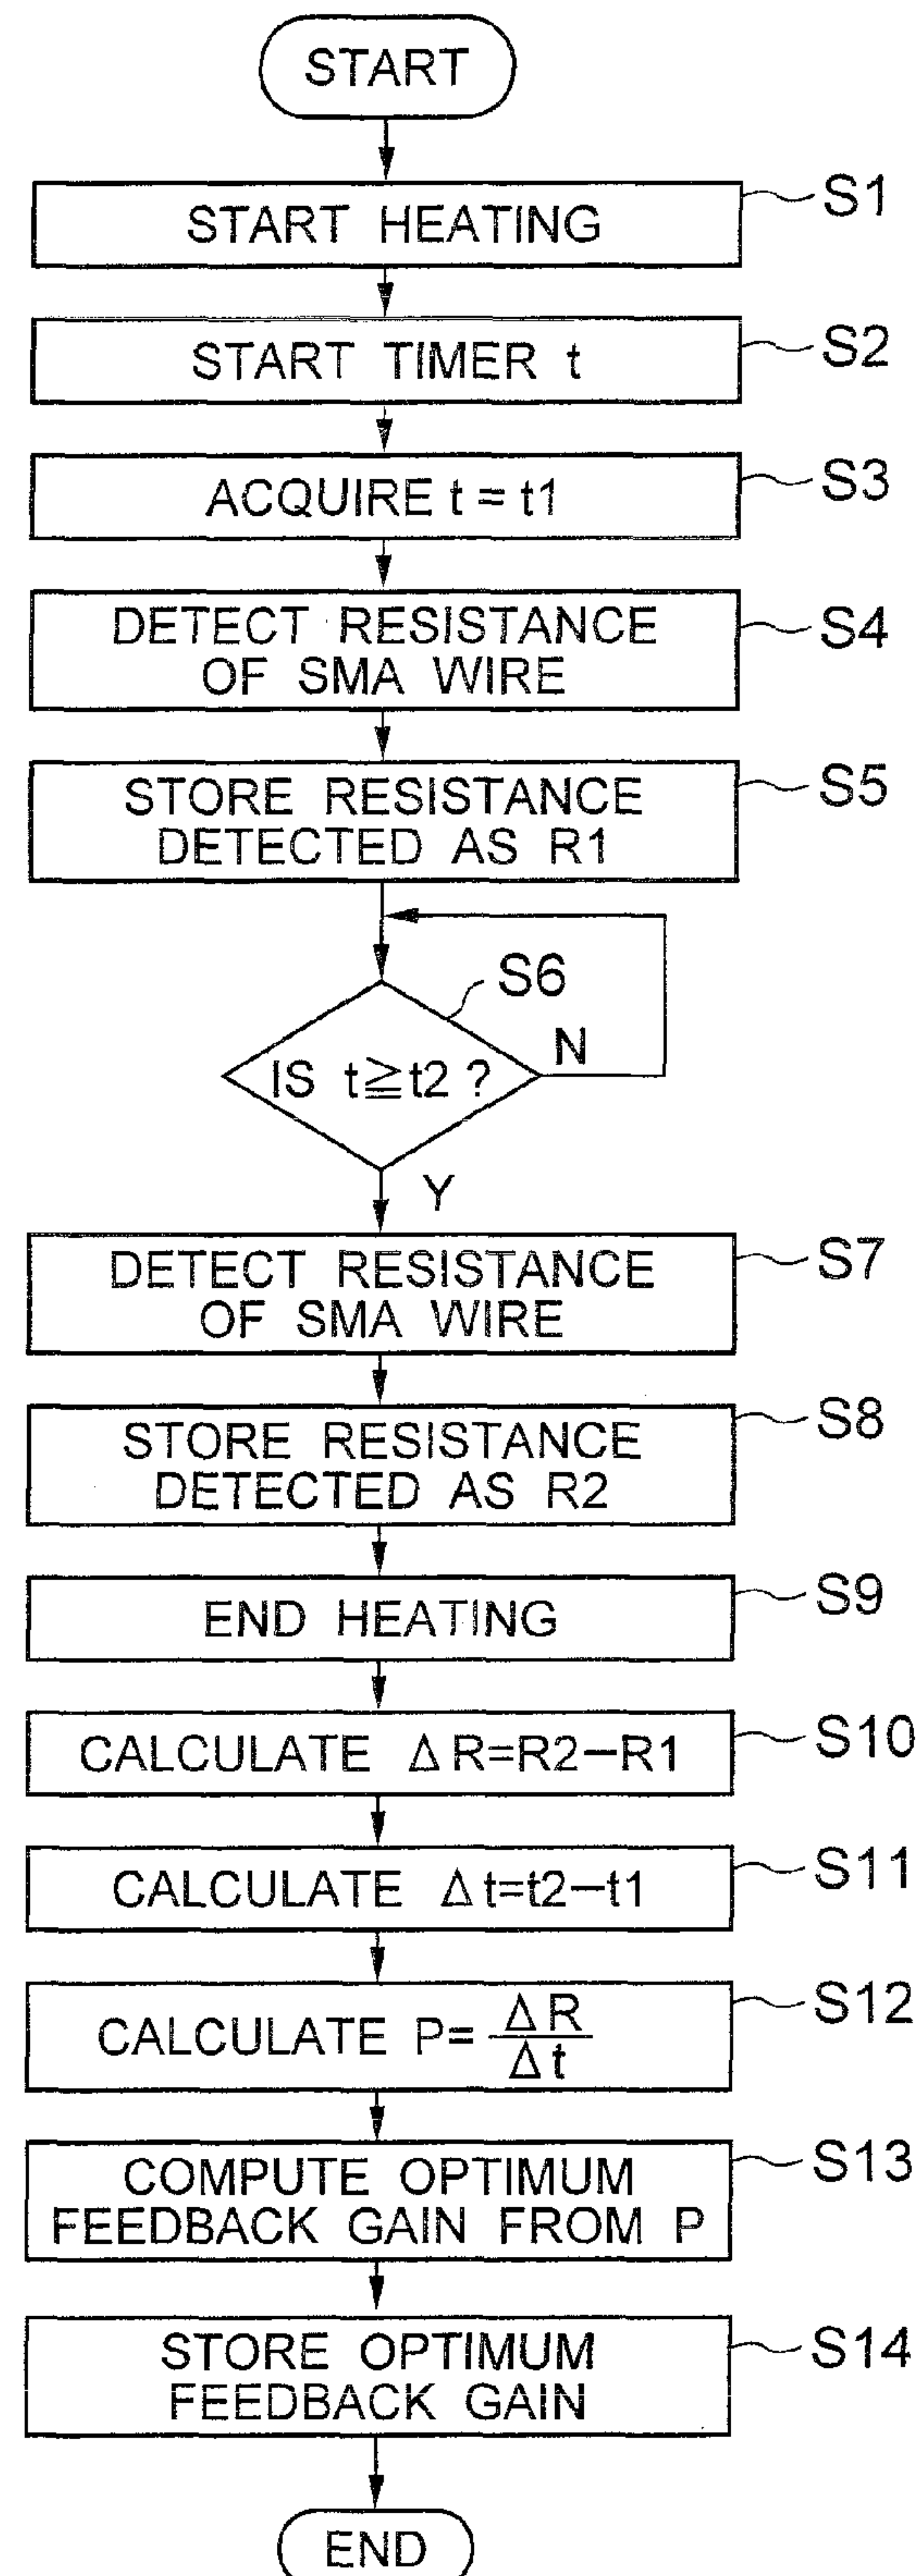 START
START HEATING
S1
START TIMER t
S2
ACQUIRE t = t1
S3
DETECT RESISTANCE
OF SMA WIRE
S4
STORE RESISTANCE
DETECTED AS R1
S5
S6
IS t≧t2 ?
N
Y
DETECT RESISTANCE
OF SMA WIRE
S7
STORE RESISTANCE
DETECTED AS R2
S8
END HEATING
S9
CALCULATE ΔR=R2−R1
S10
CALCULATE Δt=t2−t1
S11
CALCULATE P= ΔR/Δt
S12
COMPUTE OPTIMUM
FEEDBACK GAIN FROM P
S13
STORE OPTIMUM
FEEDBACK GAIN
S14
END